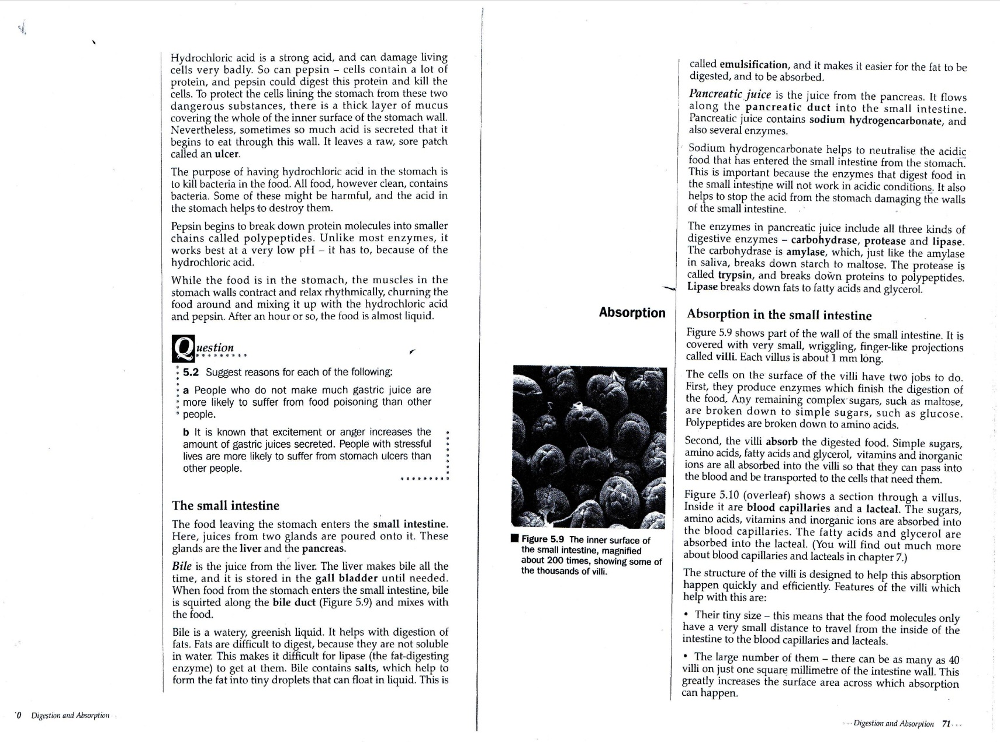 Hydrochloric acid is a strong acid, and can damage living
cells very badly. So can pepsin – cells contain a lot of
protein, and pepsin could digest this protein and kill the
cells. To protect the cells lining the stomach from these two
dangerous substances, there is a thick layer of mucus
covering the whole of the inner surface of the stomach wall.
Nevertheless, sometimes so much acid is secreted that it
begins to eat through this wall. It leaves a raw, sore patch
called an ulcer.
The purpose of having hydrochloric acid in the stomach is
to kill bacteria in the food. All food, however clean, contains
bacteria. Some of these might be harmful, and the acid in
the stomach helps to destroy them.
Pepsin begins to break down protein molecules into smaller
chains called polypeptides. Unlike most enzymes, it
works best at a very low pH – it has to, because of the
hydrochloric acid.
While the food is in the stomach, the muscles in the
stomach walls contract and relax rhythmically, churning the
food around and mixing it up with the hydrochloric acid
and pepsin. After an hour or so, the food is almost liquid.
Question
5.2 Suggest reasons for each of the following:
a People who do not make much gastric juice are
more likely to suffer from food poisoning than other
people.
b It is known that excitement or anger increases the
amount of gastric juices secreted. People with stressful
lives are more likely to suffer from stomach ulcers than
other people.
The small intestine
The food leaving the stomach enters the small intestine.
Here, juices from two glands are poured onto it. These
glands are the liver and the pancreas.
Bile is the juice from the liver. The liver makes bile all the
time, and it is stored in the gall bladder until needed.
When food from the stomach enters the small intestine, bile
is squirted along the bile duct (Figure 5.9) and mixes with
the food.
Bile is a watery, greenish liquid. It helps with digestion of
fats. Fats are difficult to digest, because they are not soluble
in water. This makes it difficult for lipase (the fat-digesting
enzyme) to get at them. Bile contains salts, which help to
form the fat into tiny droplets that can float in liquid. This is
0 Digestion and Absorption
called emulsification, and it makes it easier for the fat to be
digested, and to be absorbed.
Pancreatic juice is the juice from the pancreas. It flows
along the pancreatic duct into the small intestine.
Pancreatic juice contains sodium hydrogencarbonate, and
also several enzymes.
Sodium hydrogencarbonate helps to neutralise the acidic
food that has entered the small intestine from the stomach.
This is important because the enzymes that digest food in
the small intestine will not work in acidic conditions. It also
helps to stop the acid from the stomach damaging the walls
of the small intestine.
The enzymes in pancreatic juice include all three kinds of
digestive enzymes – carbohydrase, protease and lipase.
The carbohydrase is amylase, which, just like the amylase
in saliva, breaks down starch to maltose. The protease is
called trypsin, and breaks down proteins to polypeptides.
Lipase breaks down fats to fatty acids and glycerol.
Absorption
Absorption in the small intestine
Figure 5.9 shows part of the wall of the small intestine. It is
covered with very small, wriggling, finger-like projections
called villi. Each villus is about 1 mm long.
The cells on the surface of the villi have two jobs to do.
First, they produce enzymes which finish the digestion of
the food. Any remaining complex sugars, such as maltose,
are broken down to simple sugars, such as glucose.
Polypeptides are broken down to amino acids.
Second, the villi absorb the digested food. Simple sugars,
amino acids, fatty acids and glycerol, vitamins and inorganic
ions are all absorbed into the villi so that they can pass into
the blood and be transported to the cells that need them.
Figure 5.10 (overleaf) shows a section through a villus.
Inside it are blood capillaries and a lacteal. The sugars,
amino acids, vitamins and inorganic ions are absorbed into
the blood capillaries. The fatty acids and glycerol are
absorbed into the lacteal. (You will find out much more
about blood capillaries and lacteals in chapter 7.)
The structure of the villi is designed to help this absorption
happen quickly and efficiently. Features of the villi which
help with this are:
• Their tiny size – this means that the food molecules only
have a very small distance to travel from the inside of the
intestine to the blood capillaries and lacteals.
• The large number of them – there can be as many as 40
villi on just one square millimetre of the intestine wall. This
greatly increases the surface area across which absorption
can happen.
Figure 5.9 The inner surface of
the small intestine, magnified
about 200 times, showing some of
the thousands of villi.
Digestion and Absorption 71